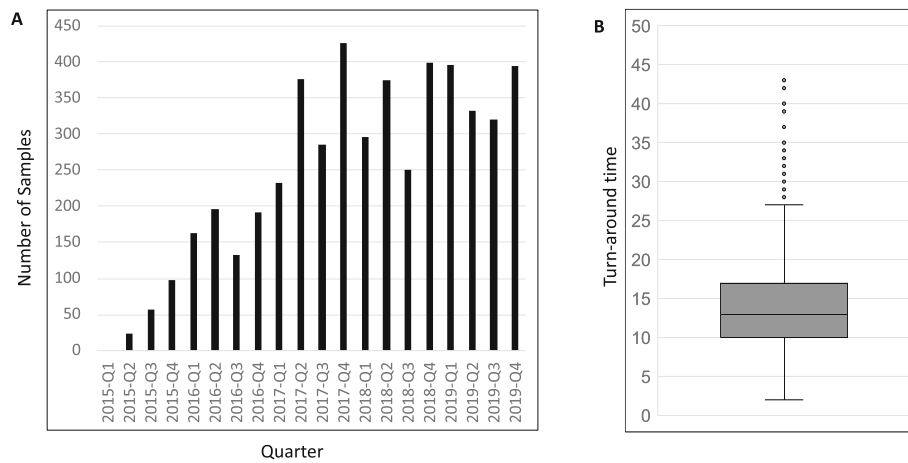 A
Number of Samples
450
400
350
300
250
200
150
100
50
0
2015-Q1
2015-Q2
2015-Q3
2015-Q4
2016-Q1
2016-Q2
2016-Q3
2016-Q4
2017-Q1
2017-Q2
2017-Q3
2017-Q4
2018-Q1
2018-Q2
2018-Q3
2018-Q4
2019-Q1
2019-Q2
2019-Q3
2019-Q4
Quarter
B
Turn-around time
50
45
40
35
30
25
20
15
10
5
0